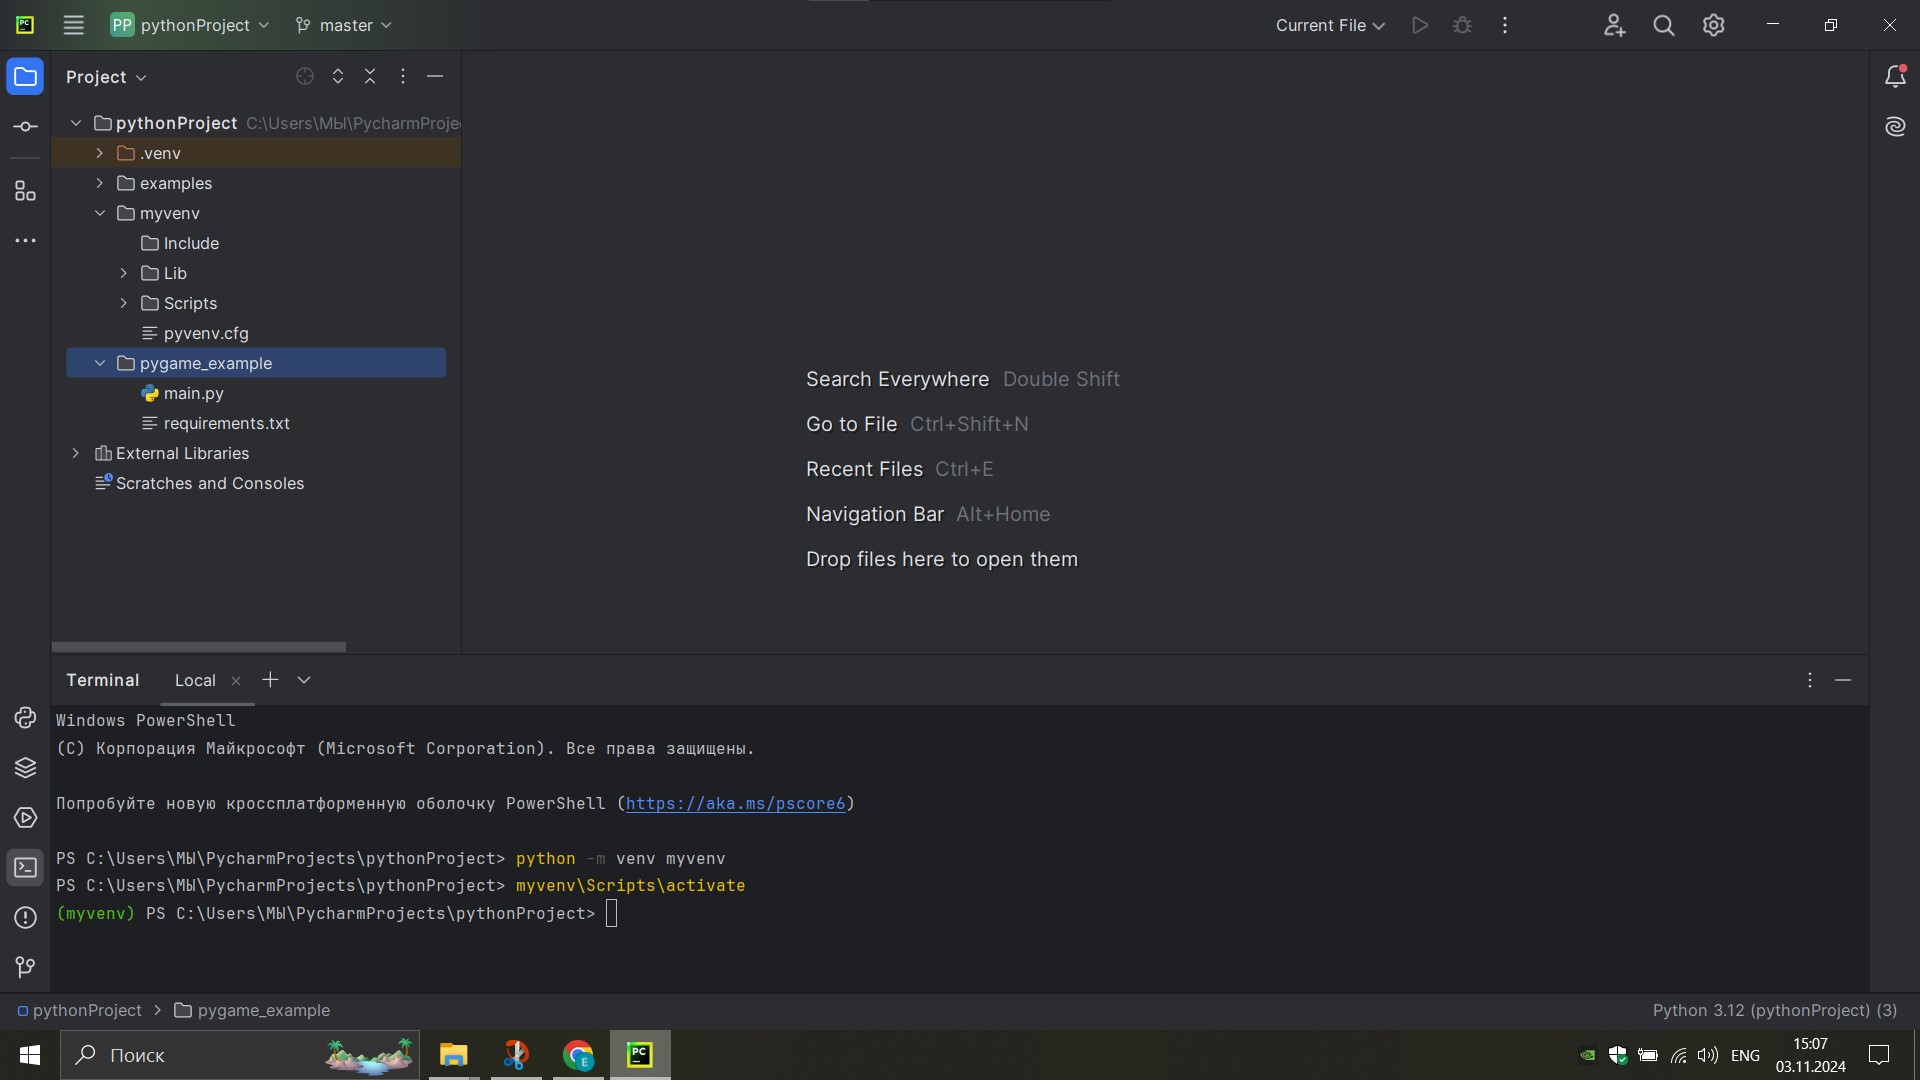 PC PP pythonProject master Current File
Project
pythonProject C:\Users\МЫ\PycharmProje
.venv
examples
myvenv
Include
Lib
Scripts
pyvenv.cfg
pygame_example
main.py
requirements.txt
External Libraries
Scratches and Consoles
Search Everywhere Double Shift
Go to File Ctrl+Shift+N
Recent Files Ctrl+E
Navigation Bar Alt+Home
Drop files here to open them
Terminal Local
Windows PowerShell
(C) Корпорация Майкрософт (Microsoft Corporation). Все права защищены.
Попробуйте новую кроссплатформенную оболочку PowerShell (https://aka.ms/pscore6)
PS C:\Users\МЫ\PycharmProjects\pythonProject> python -m venv myvenv
PS C:\Users\МЫ\PycharmProjects\pythonProject> myvenv\Scripts\activate
(myvenv) PS C:\Users\МЫ\PycharmProjects\pythonProject>
pythonProject > pygame_example Python 3.12 (pythonProject) (3)
Поиск E PC ENG 15:07
03.11.2024